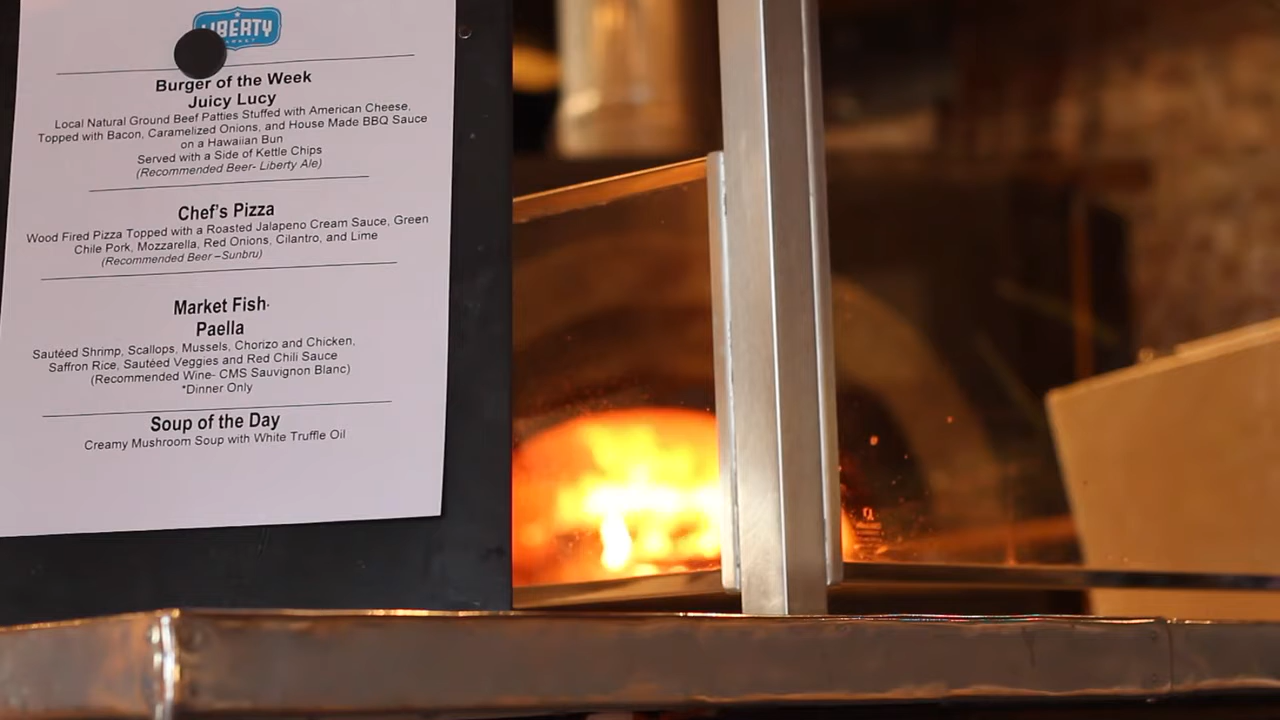 LIBERTY
MARKET
Burger of the Week
Juicy Lucy
Local Natural Ground Beef Patties Stuffed with American Cheese,
Topped with Bacon, Caramelized Onions, and House Made BBQ Sauce
on a Hawaiian Bun
Served with a Side of Kettle Chips
(Recommended Beer- Liberty Ale)
Chef's Pizza
Wood Fired Pizza Topped with a Roasted Jalapeno Cream Sauce, Green
Chile Pork, Mozzarella, Red Onions, Cilantro, and Lime
(Recommended Beer –Sunbru)
Market Fish
Paella
Sautéed Shrimp, Scallops, Mussels, Chorizo and Chicken,
Saffron Rice, Sautéed Veggies and Red Chili Sauce
(Recommended Wine- CMS Sauvignon Blanc)
*Dinner Only
Soup of the Day
Creamy Mushroom Soup with White Truffle Oil